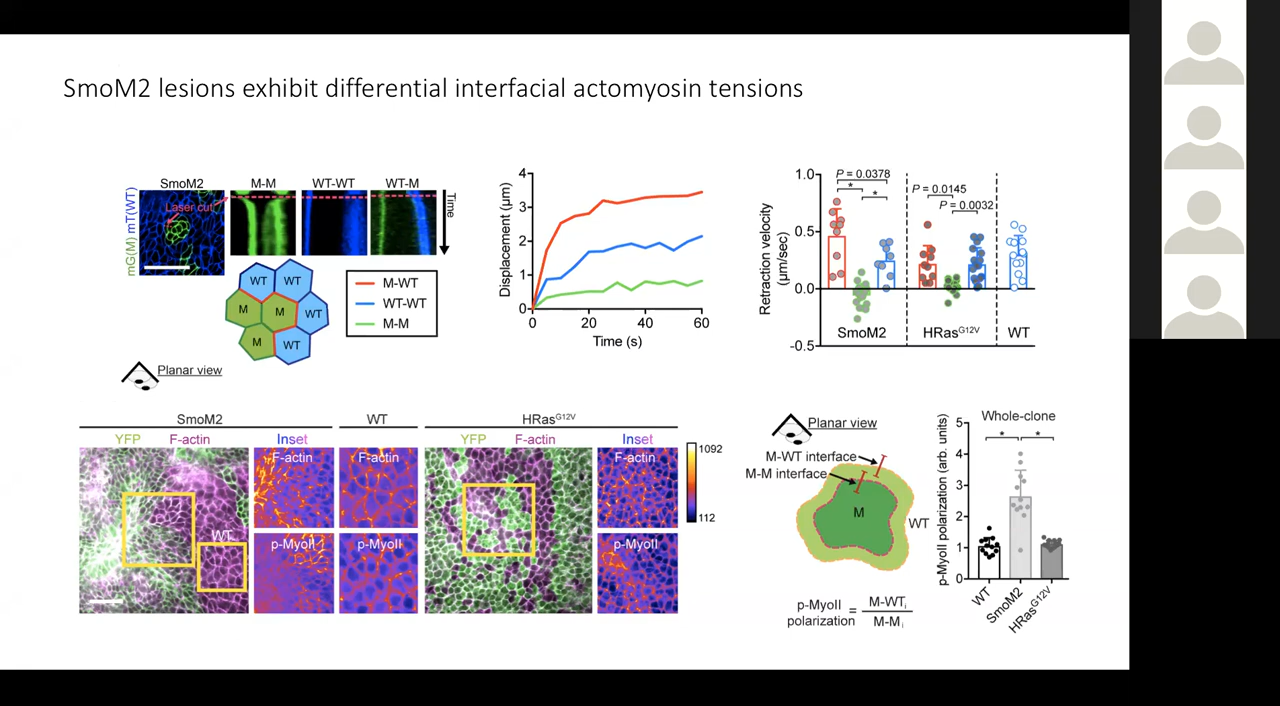 SmoM2 lesions exhibit differential interfacial actomyosin tensions
SmoM2
M-M
WT-WT
WT-M
mG(M) mT(WT)
Laser cut
Time
WT
WT
M
M
WT
M
WT
M-WT
WT-WT
M-M
Planar view
Displacement (μm)
4
3
2
1
0
0
20
40
60
Time (s)
Retraction velocity
(μm/sec)
1.0
0.5
0.0
-0.5
P = 0.0378
*
*
P = 0.0145
P = 0.0032
SmoM2
HRasG12V
WT
SmoM2
WT
HRasG12V
YFP
F-actin
Inset
F-actin
F-actin
YFP
F-actin
Inset
F-actin
WT
p-MyoII
p-MyoII
p-MyoII
1092
112
Planar view
M-WT interface
M-M interface
M
WT
p-MyoII
polarization
=
M-WTi
M-Mi
Whole-clone
p-MyoII polarization (arb. units)
5
4
3
2
1
0
*
*
WT
SmoM2
HRasG12V